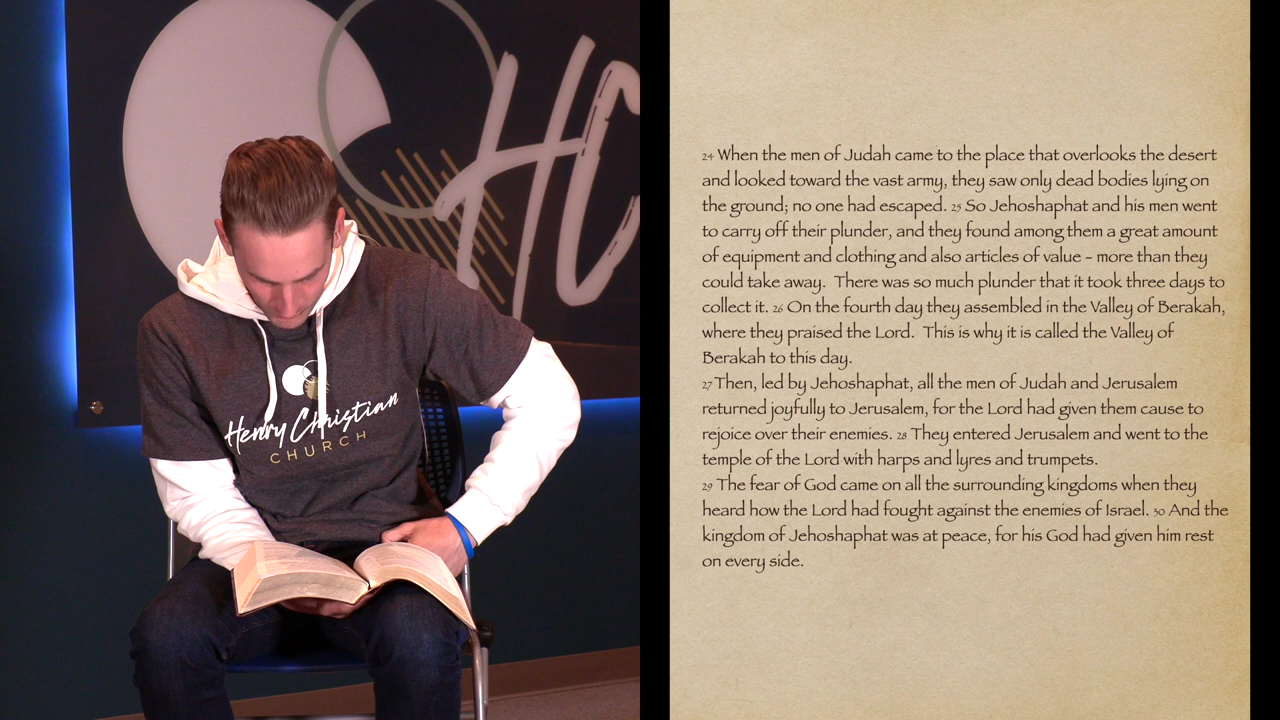 HC
Henry Christian
CHURCH
24 When the men of Judah came to the place that overlooks the desert
and looked toward the vast army, they saw only dead bodies lying on
the ground; no one had escaped. 25 So Jehoshaphat and his men went
to carry off their plunder, and they found among them a great amount
of equipment and clothing and also articles of value – more than they
could take away.  There was so much plunder that it took three days to
collect it. 26 On the fourth day they assembled in the Valley of Berakah,
where they praised the Lord.  This is why it is called the Valley of
Berakah to this day.
27 Then, led by Jehoshaphat, all the men of Judah and Jerusalem
returned joyfully to Jerusalem, for the Lord had given them cause to
rejoice over their enemies. 28 They entered Jerusalem and went to the
temple of the Lord with harps and lyres and trumpets.
29 The fear of God came on all the surrounding kingdoms when they
heard how the Lord had fought against the enemies of Israel. 30 And the
kingdom of Jehoshaphat was at peace, for his God had given him rest
on every side.